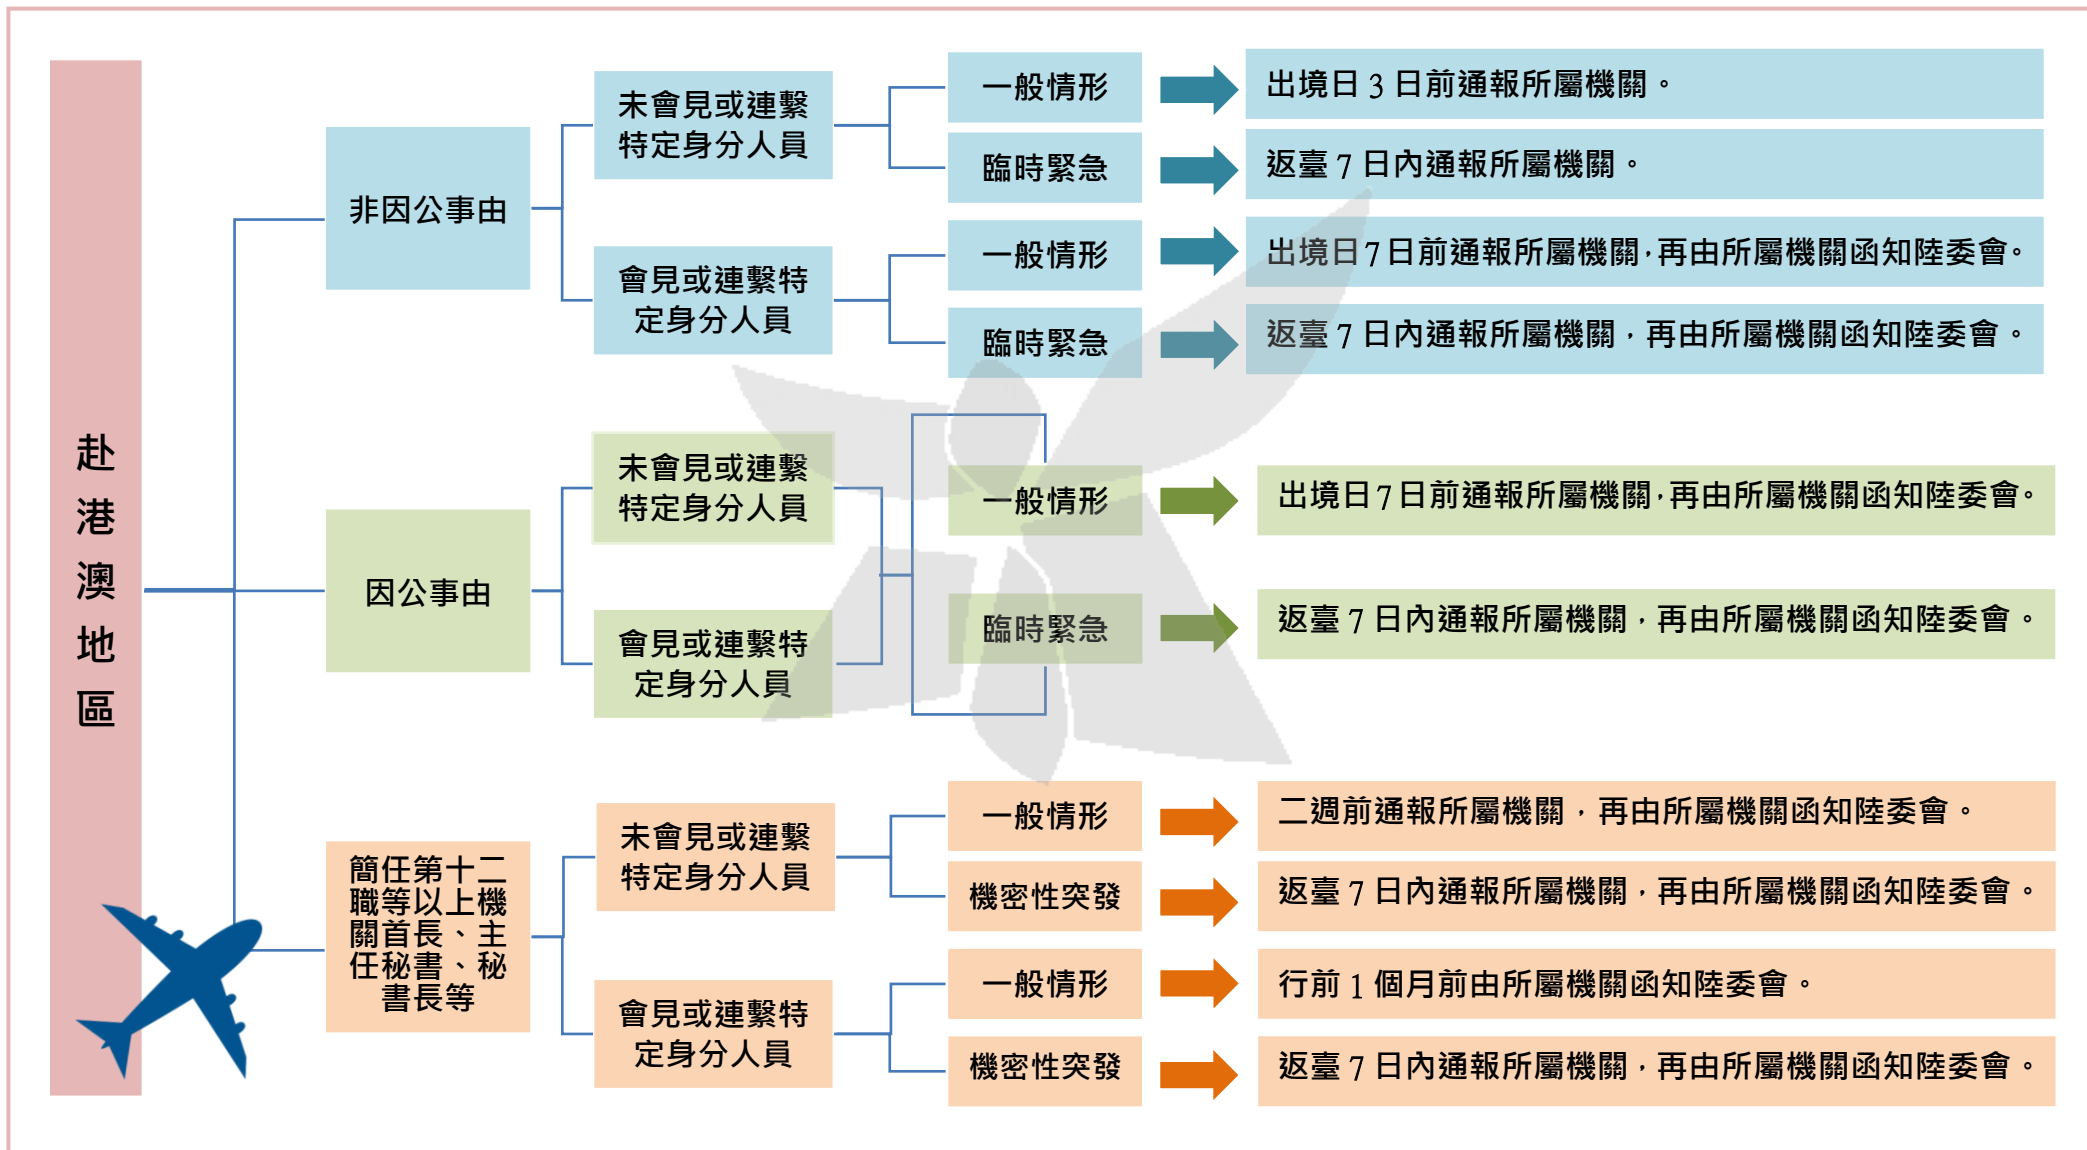 赴港澳地區
非因公事由
未會見或連繫
特定身分人員
一般情形
出境日 3 日前通報所屬機關。
臨時緊急
返臺 7 日內通報所屬機關。
會見或連繫特
定身分人員
一般情形
出境日 7 日前通報所屬機關，再由所屬機關函知陸委會。
臨時緊急
返臺 7 日內通報所屬機關，再由所屬機關函知陸委會。
因公事由
未會見或連繫
特定身分人員
會見或連繫特
定身分人員
一般情形
出境日 7 日前通報所屬機關，再由所屬機關函知陸委會。
臨時緊急
返臺 7 日內通報所屬機關，再由所屬機關函知陸委會。
簡任第十二
職等以上機
關首長、主
任秘書、秘
書長等
未會見或連繫
特定身分人員
一般情形
二週前通報所屬機關，再由所屬機關函知陸委會。
機密性突發
返臺 7 日內通報所屬機關，再由所屬機關函知陸委會。
會見或連繫特
定身分人員
一般情形
行前 1 個月前由所屬機關函知陸委會。
機密性突發
返臺 7 日內通報所屬機關，再由所屬機關函知陸委會。